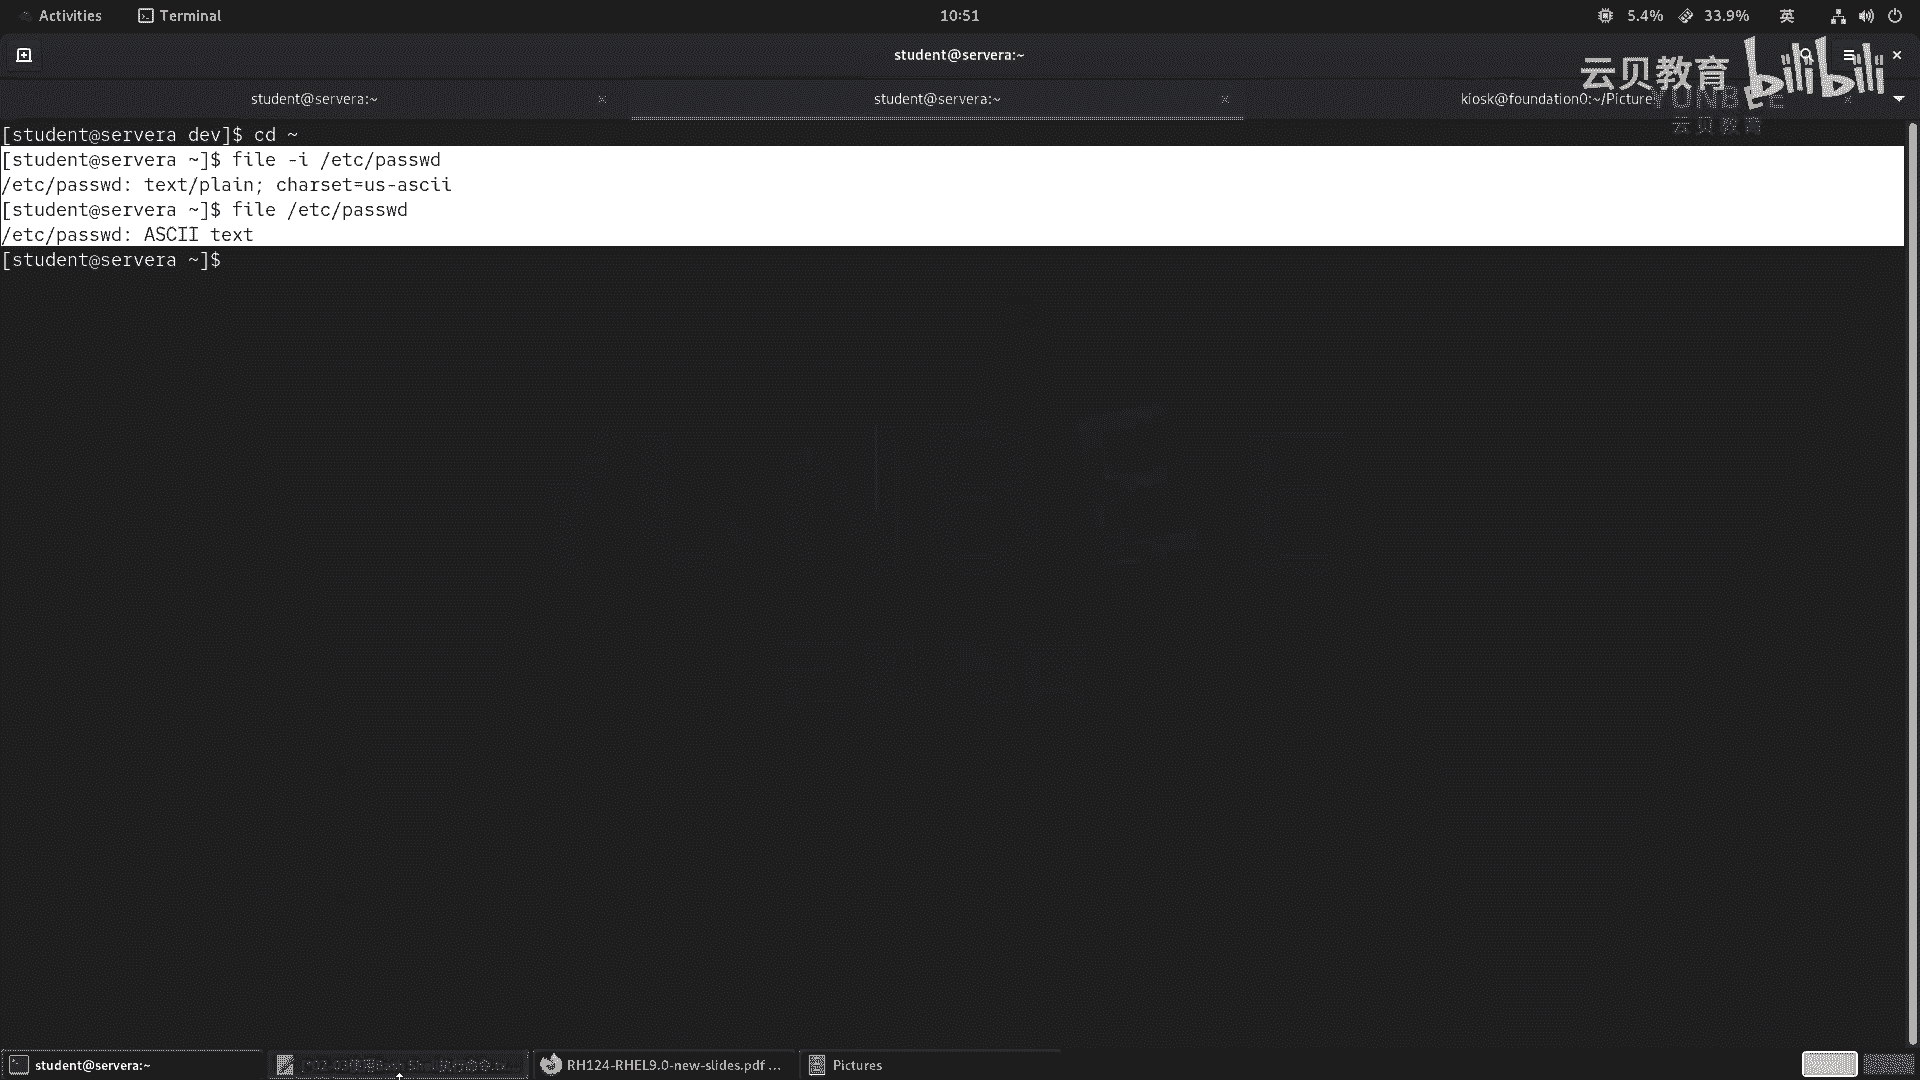 Activities Terminal 10:51 5.4% 33.9% 英
student@servera:~
云贝教育 bilibili
student@servera:~ student@servera:~ kiosk@foundation0:~/Picture
YUNBEE
云贝教育
[student@servera dev]$ cd ~
[student@servera ~]$ file -i /etc/passwd
/etc/passwd: text/plain; charset=us-ascii
[student@servera ~]$ file /etc/passwd
/etc/passwd: ASCII text
[student@servera ~]$
student@servera:~ RH124-RHEL9.0-new-slides.pdf ... Pictures